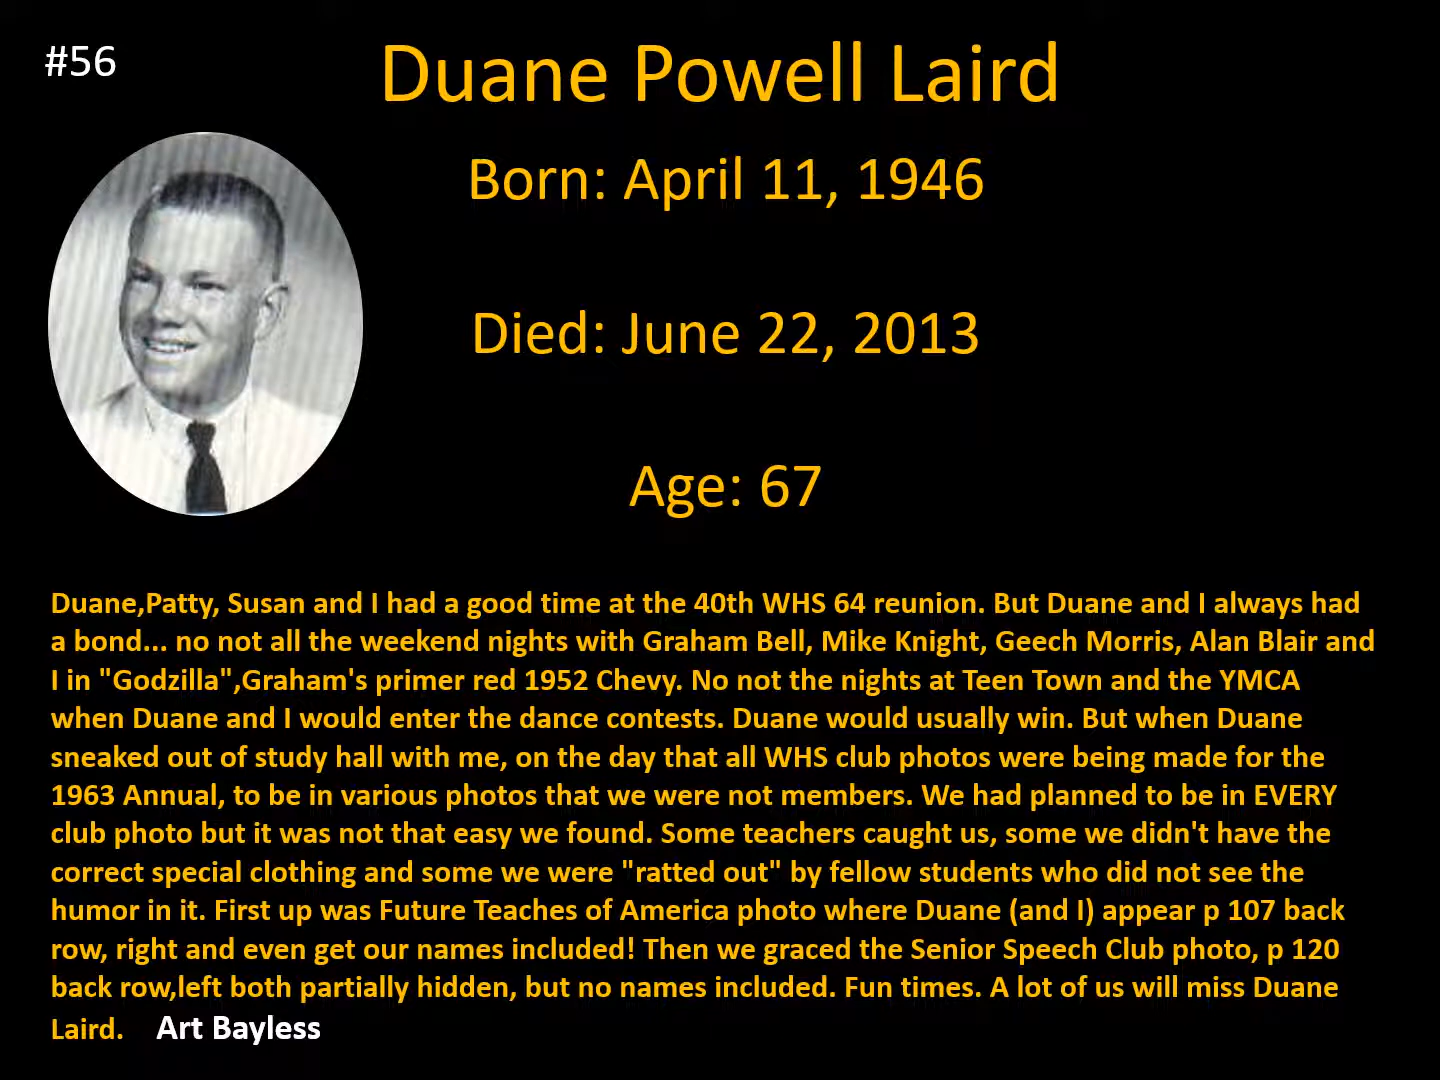 #56
Duane Powell Laird
Born: April 11, 1946
Died: June 22, 2013
Age: 67
Duane,Patty, Susan and I had a good time at the 40th WHS 64 reunion. But Duane and I always had
a bond... no not all the weekend nights with Graham Bell, Mike Knight, Geech Morris, Alan Blair and
I in "Godzilla",Graham's primer red 1952 Chevy. No not the nights at Teen Town and the YMCA
when Duane and I would enter the dance contests. Duane would usually win. But when Duane
sneaked out of study hall with me, on the day that all WHS club photos were being made for the
1963 Annual, to be in various photos that we were not members. We had planned to be in EVERY
club photo but it was not that easy we found. Some teachers caught us, some we didn't have the
correct special clothing and some we were "ratted out" by fellow students who did not see the
humor in it. First up was Future Teaches of America photo where Duane (and I) appear p 107 back
row, right and even get our names included! Then we graced the Senior Speech Club photo, p 120
back row,left both partially hidden, but no names included. Fun times. A lot of us will miss Duane
Laird. Art Bayless